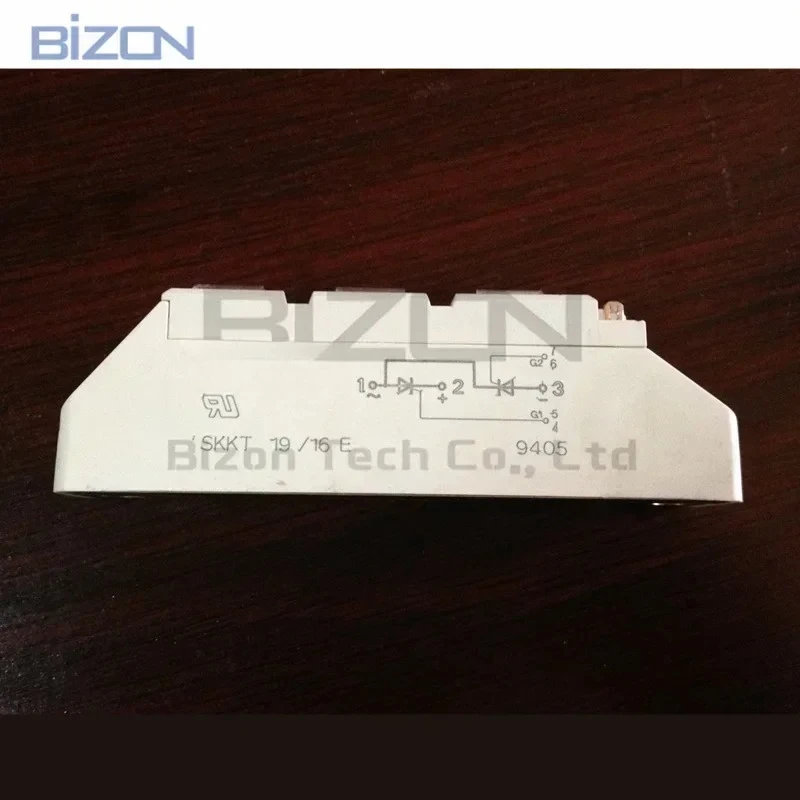 BIZON
BIZON
7
G2 6
1 ~ 2 + 3 -
G1 5
4
SKKT 19/16 E 9405
Bizon Tech Co., Ltd